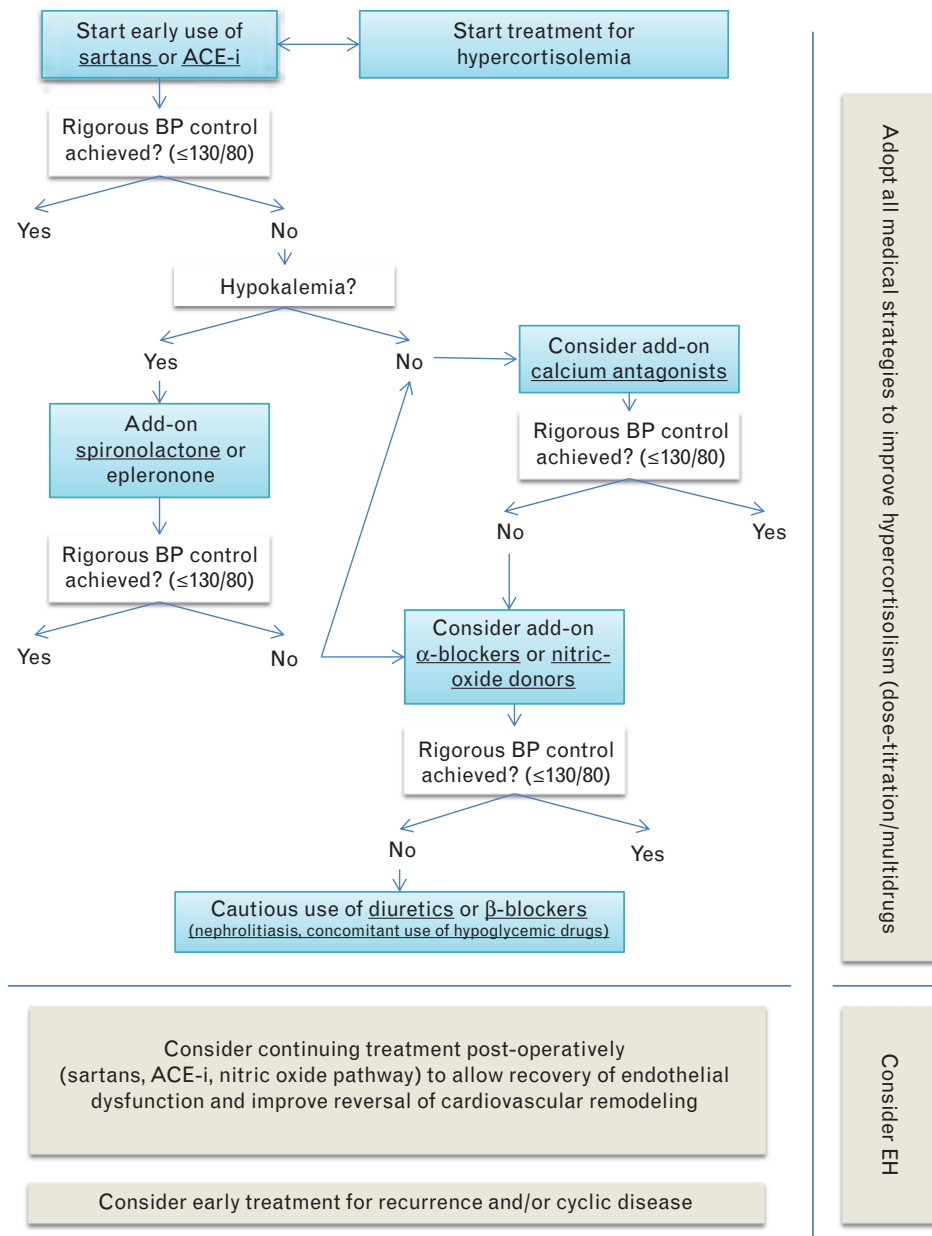 Start early use of
sartans or ACE-i
Start treatment for
hypercortisolemia
Rigorous BP control
achieved? (≤130/80)
Yes
No
Hypokalemia?
Yes
No
Consider add-on
calcium antagonists
Add-on
spironolactone or
epleronone
Rigorous BP control
achieved? (≤130/80)
No
Yes
Rigorous BP control
achieved? (≤130/80)
Yes
No
Consider add-on
α-blockers or nitric-
oxide donors
Rigorous BP control
achieved? (≤130/80)
No
Yes
Cautious use of diuretics or β-blockers
(nephrolitiasis, concomitant use of hypoglycemic drugs)
Adopt all medical strategies to improve hypercortisolism (dose-titration/multidrugs
Consider continuing treatment post-operatively
(sartans, ACE-i, nitric oxide pathway) to allow recovery of endothelial
dysfunction and improve reversal of cardiovascular remodeling
Consider early treatment for recurrence and/or cyclic disease
Consider EH